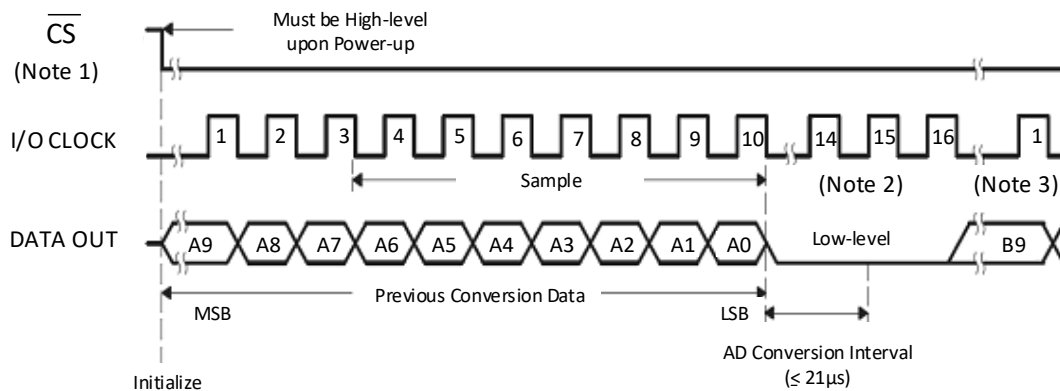 CS
(Note 1)
Must be High-level
upon Power-up
I/O CLOCK
1 2 3 4 5 6 7 8 9 10 14 15 16 1
Sample
(Note 2)
(Note 3)
DATA OUT
A9 A8 A7 A6 A5 A4 A3 A2 A1 A0 Low-level B9
Previous Conversion Data
MSB
LSB
AD Conversion Interval
(≤ 21µs)
Initialize